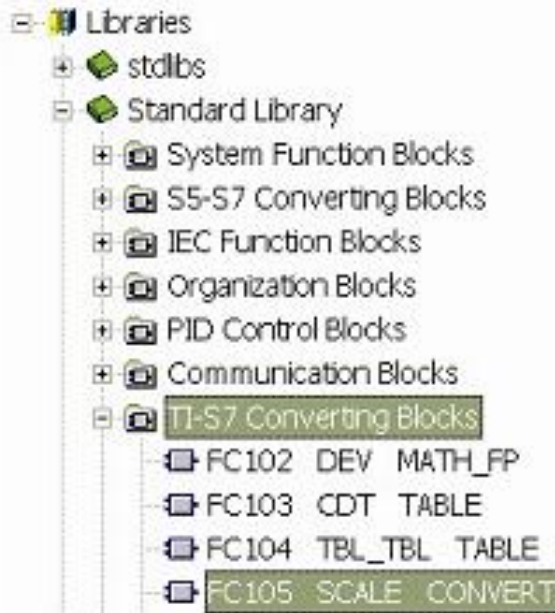 Libraries
stdlibs
Standard Library
System Function Blocks
S5-S7 Converting Blocks
IEC Function Blocks
Organization Blocks
PID Control Blocks
Communication Blocks
TI-S7 Converting Blocks
FC102 DEV MATH_FP
FC103 CDT TABLE
FC104 TBL_TBL TABLE
FC105 SCALE CONVERT